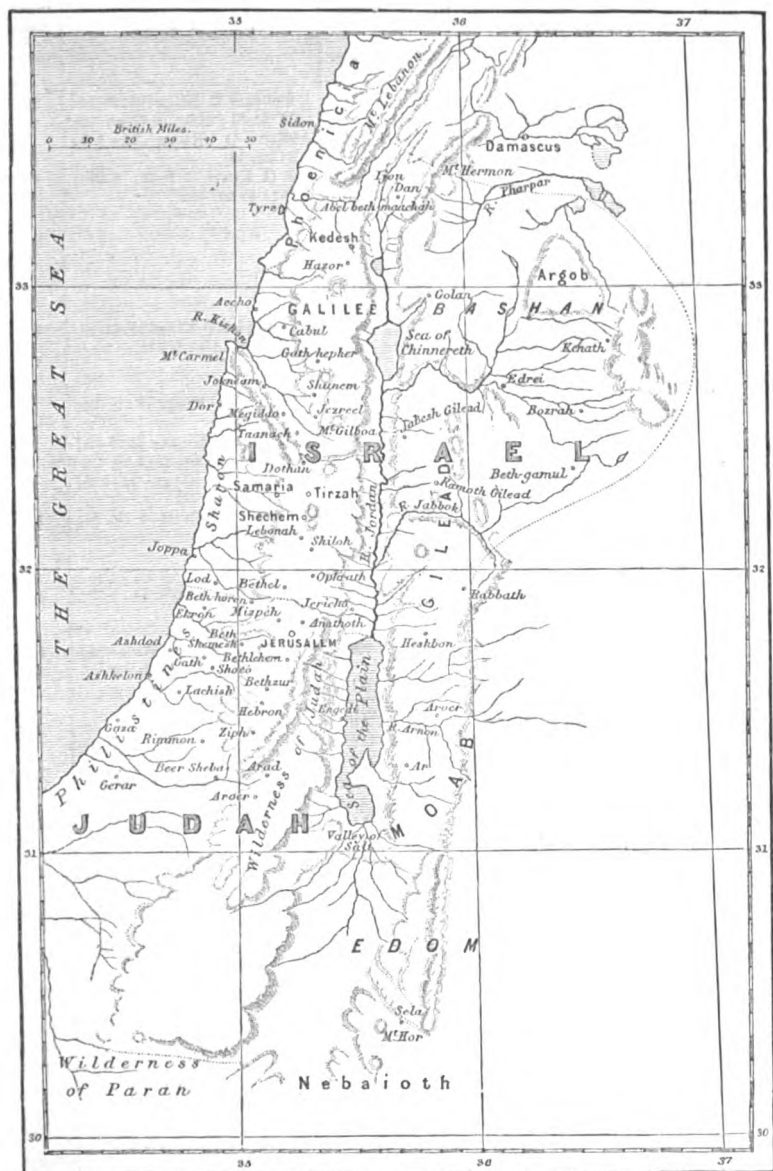 35 36 37
Phoenicia
Mt. Lebanon
British Miles.
0 10 20 30 40 50
Sidon
Damascus
Ijon
Mt. Hermon
Dan
R. Pharpar
Tyre
Abel beth maachah
Kedesh
Hazor
33 33
Argob
Golan
Accho
GALILEE
BASHAN
R. Kishon
Cabul
Sea of
Chinnereth
Kenath
Mt. Carmel
Gath-hepher
Jokneam
Shunem
Edrei
Dor
Megiddo
Jezreel
Jabesh Gilead
Bozrah
Taanach
Mt. Gilboa
THE GREAT SEA
ISRAEL
Dothan
Beth-gamul
Samaria
Tirzah
Ramoth Gilead
Sharon
R. Jabbok
Shechem
Lebonah
R. Jordan
GILEAD
Joppa
Shiloh
32 32
Lod
Bethel
Ophrath
Rabbath
Beth-horon
Jericho
Ekron
Mizpeh
Anathoth
Ashdod
Beth
Shemesh
JERUSALEM
Heshbon
Gath
Bethlehem
Ashkelon
Shoco
Bethzur
Lachish
Philistines
Hebron
Engedi
Sea of the Plain
Aroer
Gaza
Rimmon
Ziph
R. Arnon
Beer Sheba
Arad
Ar
Gerar
Aroer
Wilderness of Judah
MOAB
JUDAH
Valley of
Salt
31 31
EDOM
Sela
Mt. Hor
Wilderness
of Paran
Nebaioth
30 30
35 36 37